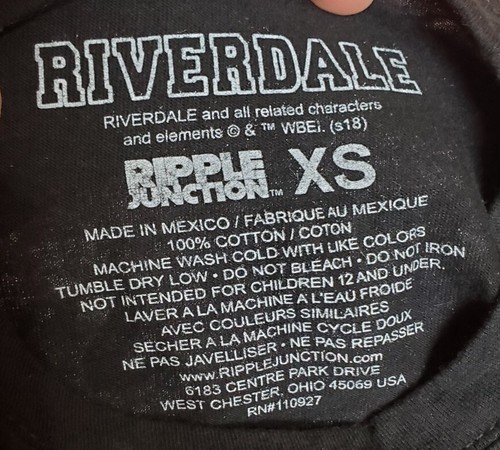 RIVERDALE
RIVERDALE and all related characters
and elements © & ™ WBEI. (s18)
RIPPLE
JUNCTION™ XS
MADE IN MEXICO / FABRIQUE AU MEXIQUE
100% COTTON / COTON
MACHINE WASH COLD WITH LIKE COLORS
TUMBLE DRY LOW • DO NOT BLEACH • DO NOT IRON
NOT INTENDED FOR CHILDREN 12 AND UNDER.
LAVER A LA MACHINE A L'EAU FROIDE
AVEC COULEURS SIMILAIRES
SECHER A LA MACHINE CYCLE DOUX
NE PAS JAVELLISER • NE PAS REPASSER
www.RIPPLEJUNCTION.com
6183 CENTRE PARK DRIVE
WEST CHESTER, OHIO 45069 USA
RN#110927